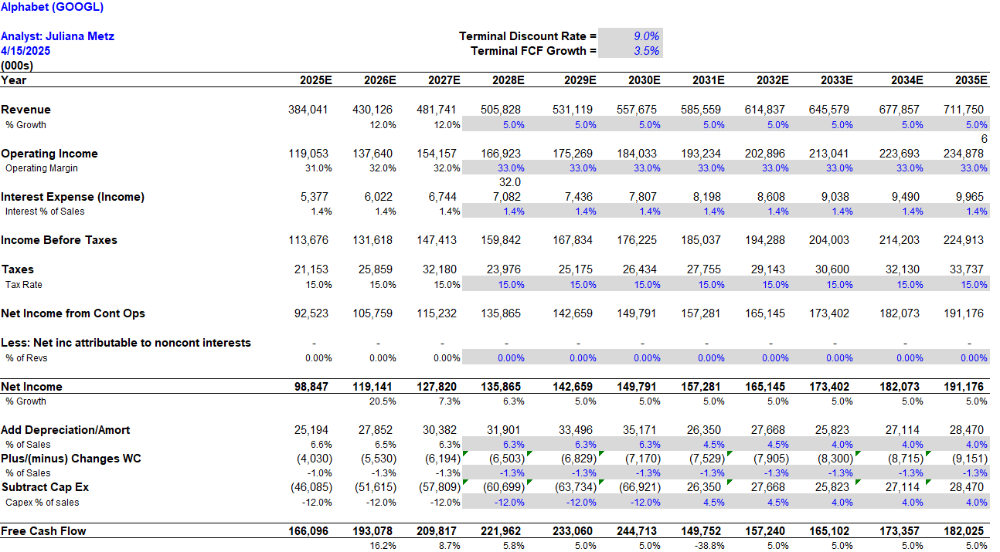 Alphabet (GOOGL)
Analyst: Juliana Metz Terminal Discount Rate = 9.0%
4/15/2025 Terminal FCF Growth = 3.5%
(000s)
Year 2025E 2026E 2027E 2028E 2029E 2030E 2031E 2032E 2033E 2034E 2035E
Revenue 384,041 430,126 481,741 505,828 531,119 557,675 585,559 614,837 645,579 677,857 711,750
% Growth 12.0% 12.0% 5.0% 5.0% 5.0% 5.0% 5.0% 5.0% 5.0% 5.0%
6
Operating Income 119,053 137,640 154,157 166,923 175,269 184,033 193,234 202,896 213,041 223,693 234,878
Operating Margin 31.0% 32.0% 32.0% 33.0% 33.0% 33.0% 33.0% 33.0% 33.0% 33.0% 33.0%
32.0
Interest Expense (Income) 5,377 6,022 6,744 7,082 7,436 7,807 8,198 8,608 9,038 9,490 9,965
Interest % of Sales 1.4% 1.4% 1.4% 1.4% 1.4% 1.4% 1.4% 1.4% 1.4% 1.4% 1.4%
Income Before Taxes 113,676 131,618 147,413 159,842 167,834 176,225 185,037 194,288 204,003 214,203 224,913
Taxes 21,153 25,859 32,180 23,976 25,175 26,434 27,755 29,143 30,600 32,130 33,737
Tax Rate 15.0% 15.0% 15.0% 15.0% 15.0% 15.0% 15.0% 15.0% 15.0% 15.0% 15.0%
Net Income from Cont Ops 92,523 105,759 115,232 135,865 142,659 149,791 157,281 165,145 173,402 182,073 191,176
Less: Net inc attributable to noncont interests - - - - - - - - - - -
% of Revs 0.00% 0.00% 0.00% 0.00% 0.00% 0.00% 0.00% 0.00% 0.00% 0.00% 0.00%
Net Income 98,847 119,141 127,820 135,865 142,659 149,791 157,281 165,145 173,402 182,073 191,176
% Growth 20.5% 7.3% 6.3% 5.0% 5.0% 5.0% 5.0% 5.0% 5.0% 5.0%
Add Depreciation/Amort 25,194 27,852 30,382 31,901 33,496 35,171 26,350 27,668 25,823 27,114 28,470
% of Sales 6.6% 6.5% 6.3% 6.3% 6.3% 6.3% 4.5% 4.5% 4.0% 4.0% 4.0%
Plus/(minus) Changes WC (4,030) (5,530) (6,194) (6,503) (6,829) (7,170) (7,529) (7,905) (8,300) (8,715) (9,151)
% of Sales -1.0% -1.3% -1.3% -1.3% -1.3% -1.3% -1.3% -1.3% -1.3% -1.3% -1.3%
Subtract Cap Ex (46,085) (51,615) (57,809) (60,699) (63,734) (66,921) 26,350 27,668 25,823 27,114 28,470
Capex % of sales -12.0% -12.0% -12.0% -12.0% -12.0% -12.0% 4.5% 4.5% 4.0% 4.0% 4.0%
Free Cash Flow 166,096 193,078 209,817 221,962 233,060 244,713 149,752 157,240 165,102 173,357 182,025
16.2% 8.7% 5.8% 5.0% 5.0% -38.8% 5.0% 5.0% 5.0% 5.0%